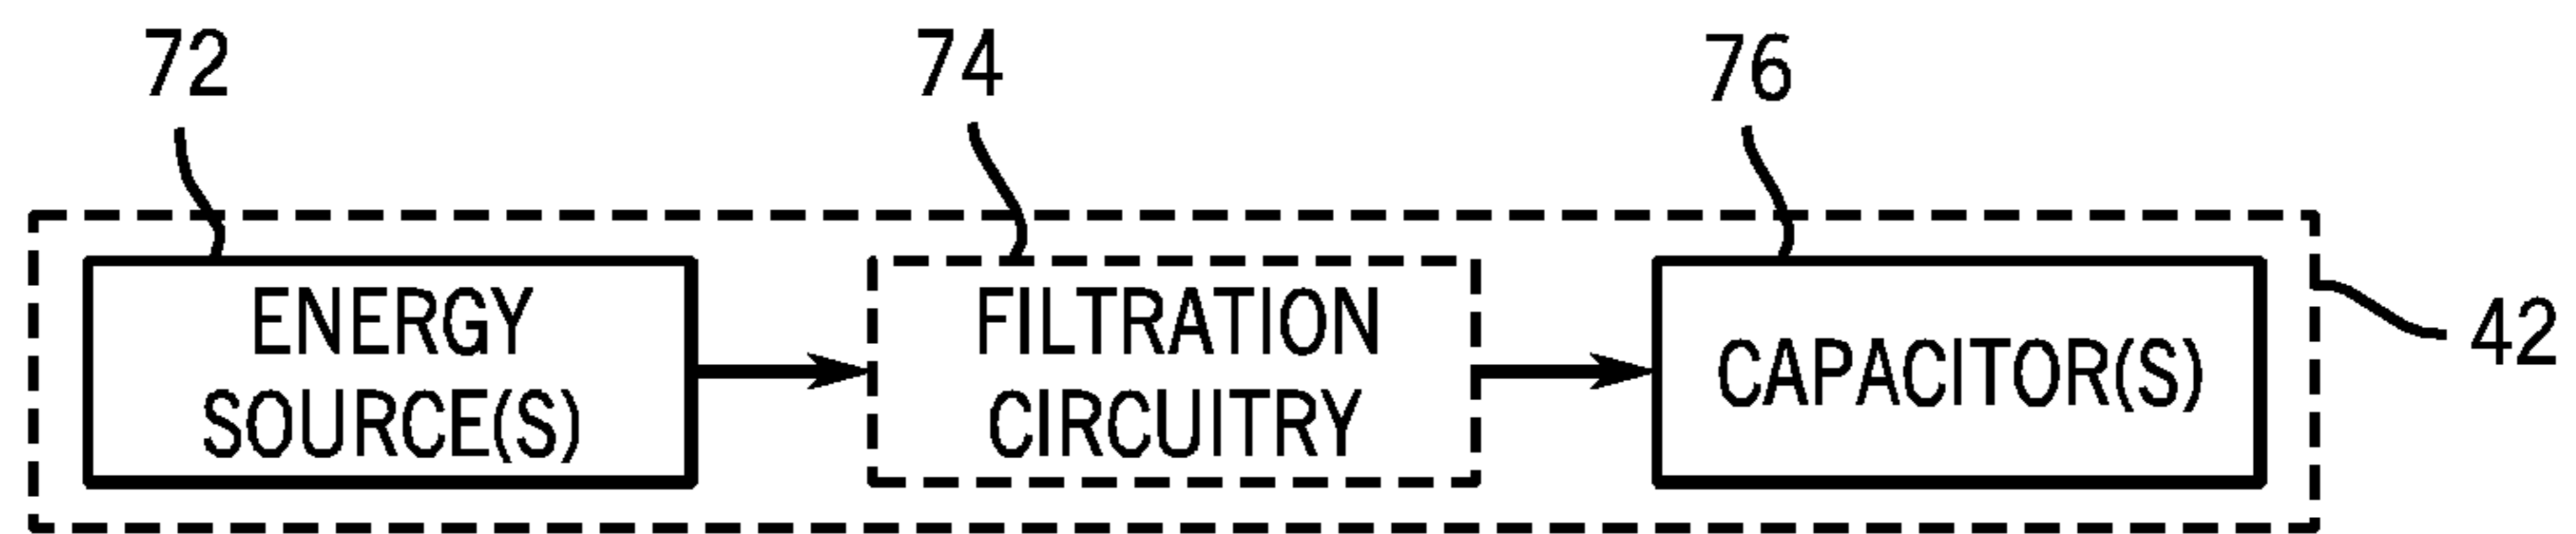 72
74
76
ENERGY
SOURCE(S)
FILTRATION
CIRCUITRY
CAPACITOR(S)
42